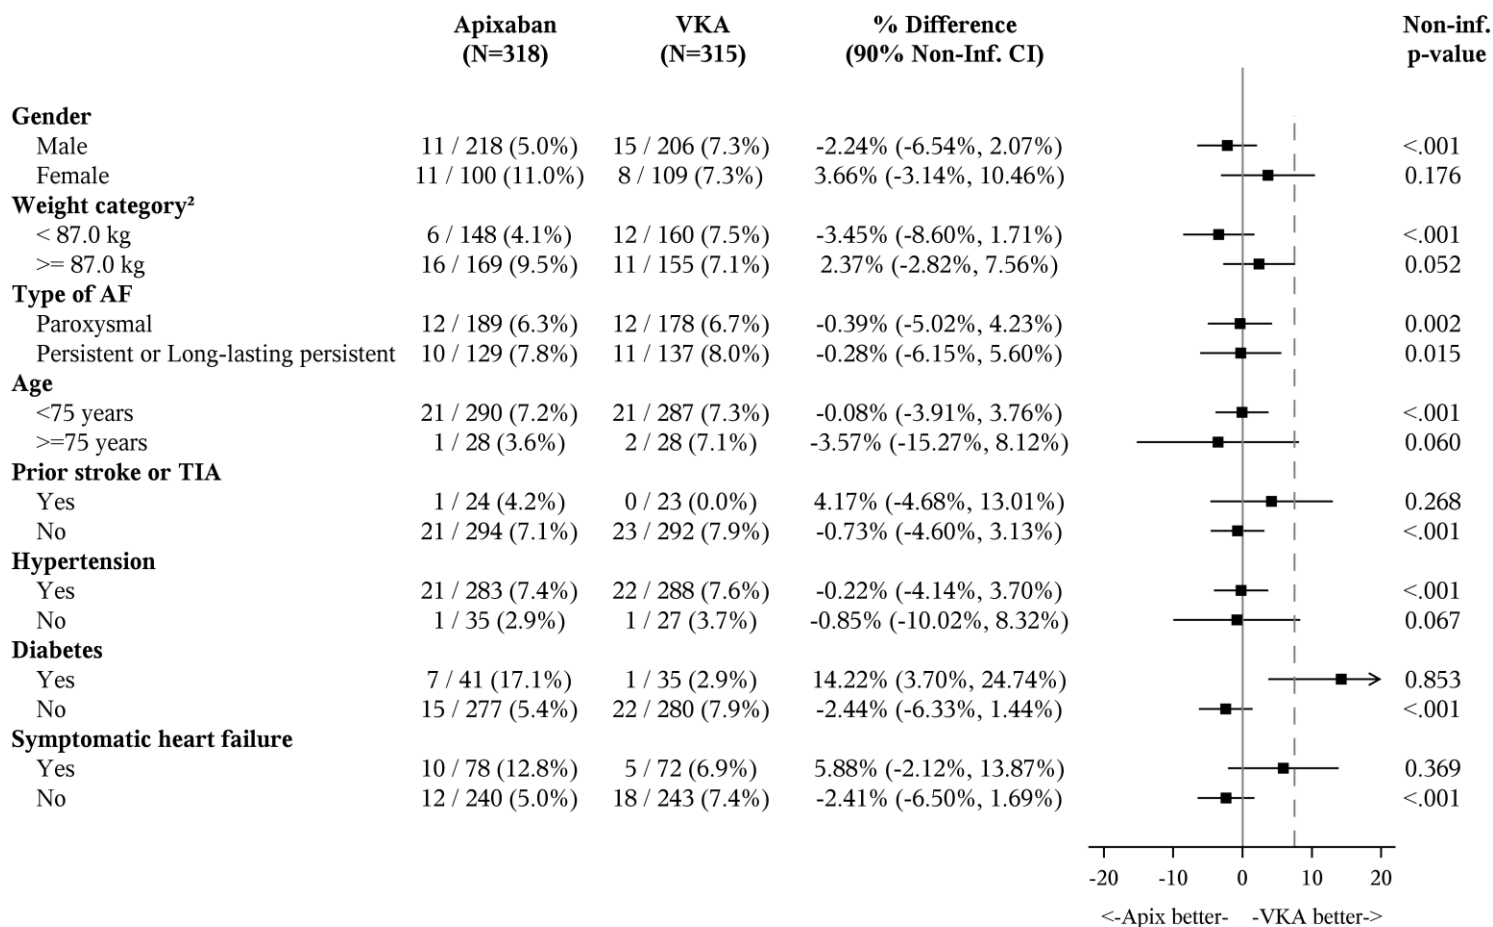 Apixaban VKA % Difference Non-inf.
(N=318) (N=315) (90% Non-Inf. CI) p-value
Gender
Male 11 / 218 (5.0%) 15 / 206 (7.3%) -2.24% (-6.54%, 2.07%) <.001
Female 11 / 100 (11.0%) 8 / 109 (7.3%) 3.66% (-3.14%, 10.46%) 0.176
Weight category²
< 87.0 kg 6 / 148 (4.1%) 12 / 160 (7.5%) -3.45% (-8.60%, 1.71%) <.001
>= 87.0 kg 16 / 169 (9.5%) 11 / 155 (7.1%) 2.37% (-2.82%, 7.56%) 0.052
Type of AF
Paroxysmal 12 / 189 (6.3%) 12 / 178 (6.7%) -0.39% (-5.02%, 4.23%) 0.002
Persistent or Long-lasting persistent 10 / 129 (7.8%) 11 / 137 (8.0%) -0.28% (-6.15%, 5.60%) 0.015
Age
<75 years 21 / 290 (7.2%) 21 / 287 (7.3%) -0.08% (-3.91%, 3.76%) <.001
>=75 years 1 / 28 (3.6%) 2 / 28 (7.1%) -3.57% (-15.27%, 8.12%) 0.060
Prior stroke or TIA
Yes 1 / 24 (4.2%) 0 / 23 (0.0%) 4.17% (-4.68%, 13.01%) 0.268
No 21 / 294 (7.1%) 23 / 292 (7.9%) -0.73% (-4.60%, 3.13%) <.001
Hypertension
Yes 21 / 283 (7.4%) 22 / 288 (7.6%) -0.22% (-4.14%, 3.70%) <.001
No 1 / 35 (2.9%) 1 / 27 (3.7%) -0.85% (-10.02%, 8.32%) 0.067
Diabetes
Yes 7 / 41 (17.1%) 1 / 35 (2.9%) 14.22% (3.70%, 24.74%) 0.853
No 15 / 277 (5.4%) 22 / 280 (7.9%) -2.44% (-6.33%, 1.44%) <.001
Symptomatic heart failure
Yes 10 / 78 (12.8%) 5 / 72 (6.9%) 5.88% (-2.12%, 13.87%) 0.369
No 12 / 240 (5.0%) 18 / 243 (7.4%) -2.41% (-6.50%, 1.69%) <.001
-20 -10 0 10 20
<-Apix better- -VKA better->